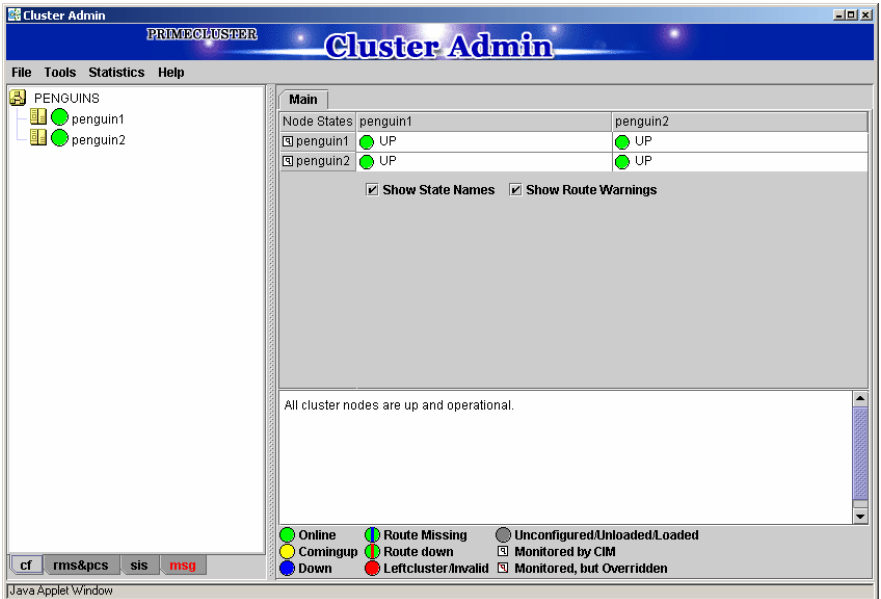 Cluster Admin
PRIMECLUSTER
Cluster Admin
File Tools Statistics Help
PENGUINS
penguin1
penguin2
cf rms&pcs sis msg
Main
Node States penguin1 penguin2
penguin1 UP UP
penguin2 UP UP
Show State Names Show Route Warnings
All cluster nodes are up and operational.
Online Route Missing Unconfigured/Unloaded/Loaded
Comingup Route down Monitored by CIM
Down Leftcluster/Invalid Monitored, but Overridden
Java Applet Window